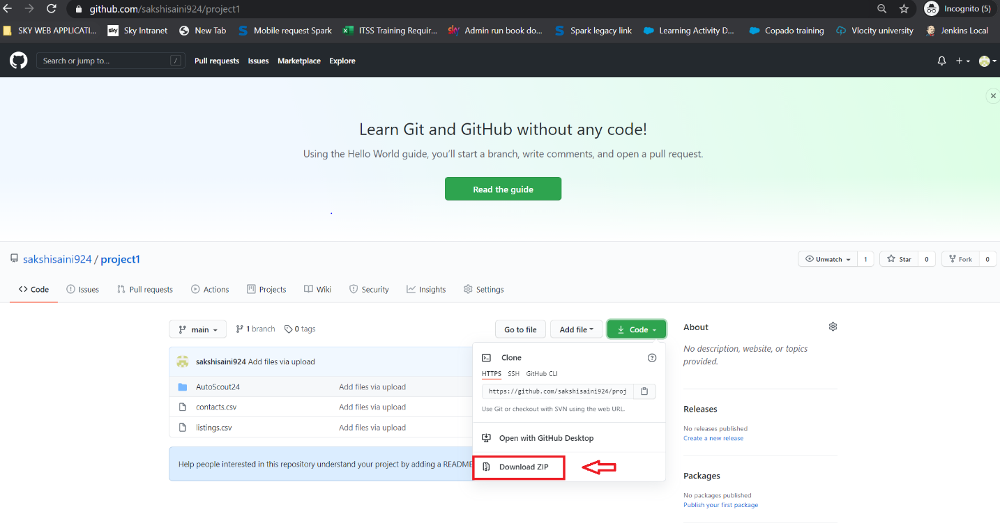 github.com/sakshisaini924/project1
Incognito (5)
SKY WEB APPLICATI... sky Sky Intranet New Tab S Mobile request Spark ITSS Training Requir... sky Admin run book do... S Spark legacy link Learning Activity D... Copado training Vlocity university Jenkins Local
Search or jump to... / Pull requests Issues Marketplace Explore
Learn Git and GitHub without any code!
Using the Hello World guide, you’ll start a branch, write comments, and open a pull request.
Read the guide
sakshisaini924 / project1
Unwatch 1 Star 0 Fork 0
Code Issues Pull requests Actions Projects Wiki Security Insights Settings
main 1 branch 0 tags Go to file Add file Code
sakshisaini924 Add files via upload
AutoScout24 Add files via upload
contacts.csv Add files via upload
listings.csv Add files via upload
Help people interested in this repository understand your project by adding a README
Clone
HTTPS SSH GitHub CLI
https://github.com/sakshisaini924/proj
Use Git or checkout with SVN using the web URL.
Open with GitHub Desktop
Download ZIP
About
No description, website, or topics
provided.
Releases
No releases published
Create a new release
Packages
No packages published
Publish your first package